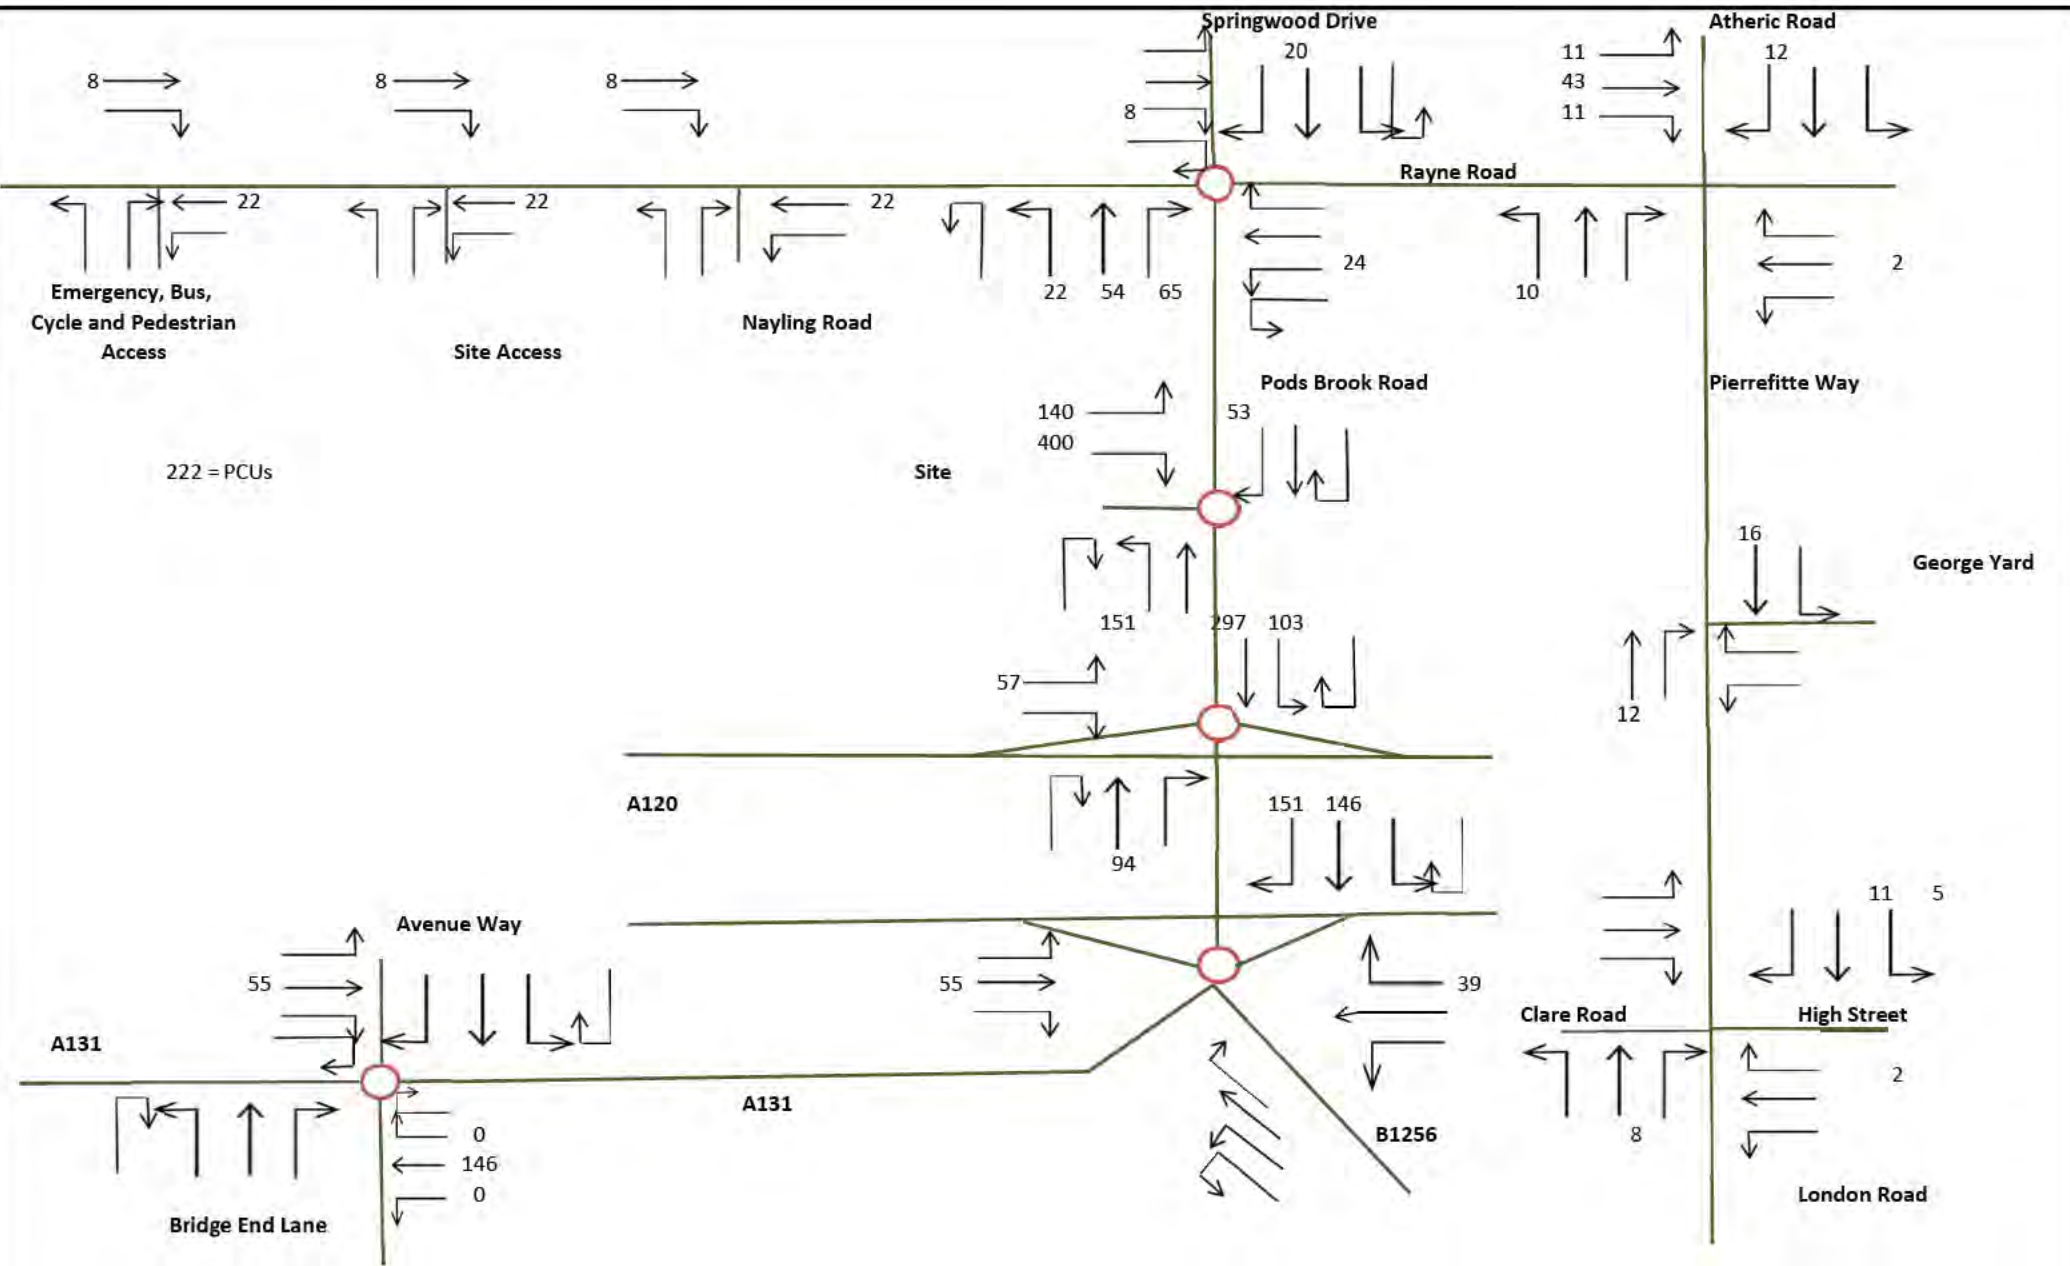 Springwood Drive
Atheric Road
20
11
12
8
8
8
43
8
11
Rayne Road
22
22
22
24
2
22
54
65
10
Emergency, Bus,
Cycle and Pedestrian
Access
Nayling Road
Site Access
Pods Brook Road
Pierrefitte Way
140
53
400
222 = PCUs
Site
16
George Yard
151
297
103
57
12
A120
151
146
94
11
5
Avenue Way
55
55
39
Clare Road
High Street
A131
2
A131
0
B1256
8
146
0
London Road
Bridge End Lane